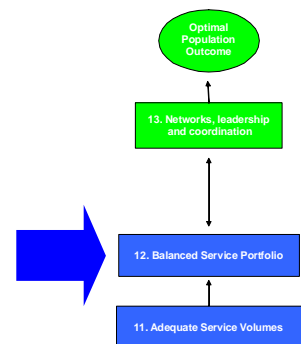 Optimal
Population
Outcome
13. Networks, leadership
and coordination
12. Balanced Service Portfolio
11. Adequate Service Volumes